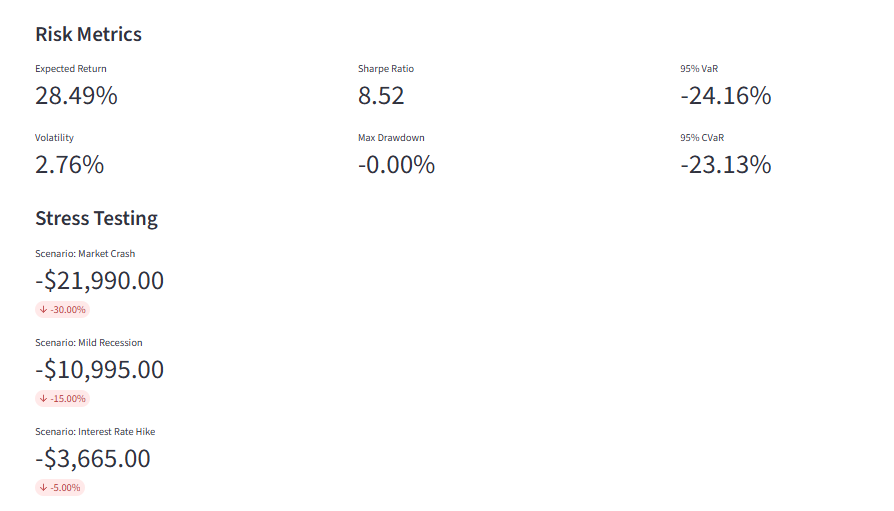 Risk Metrics
Expected Return
Sharpe Ratio
95% VaR
28.49%
8.52
-24.16%
Volatility
Max Drawdown
95% CVaR
2.76%
-0.00%
-23.13%
Stress Testing
Scenario: Market Crash
-$21,990.00
↓ -30.00%
Scenario: Mild Recession
-$10,995.00
↓ -15.00%
Scenario: Interest Rate Hike
-$3,665.00
↓ -5.00%